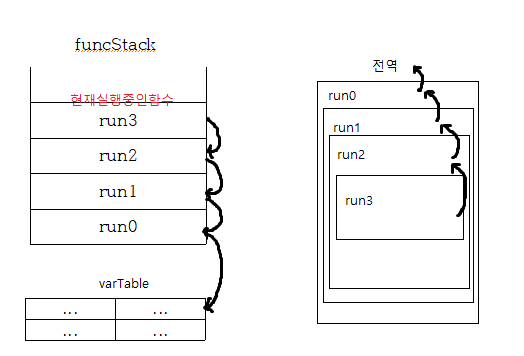 funcStack
현재실행중인함수
run3
run2
run1
run0
varTable
... ...
... ...
전역
run0
run1
run2
run3